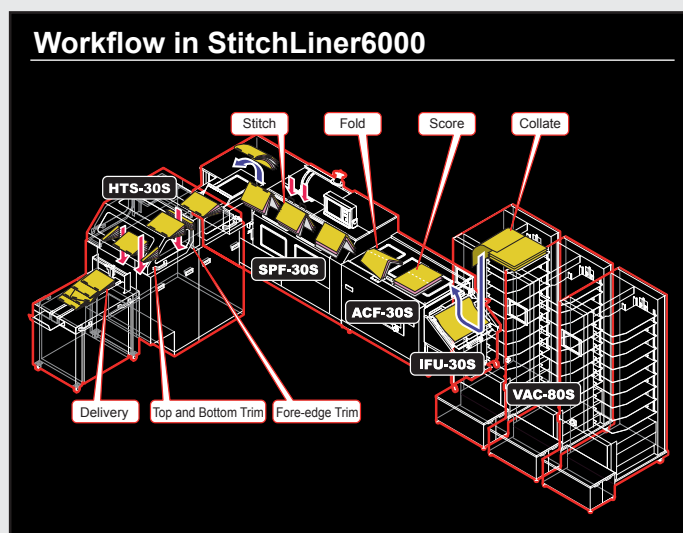 Workflow in StitchLiner6000
Stitch
Fold
Score
Collate
HTS-30S
SPF-30S
ACF-30S
IFU-30S
VAC-80S
Delivery
Top and Bottom Trim
Fore-edge Trim